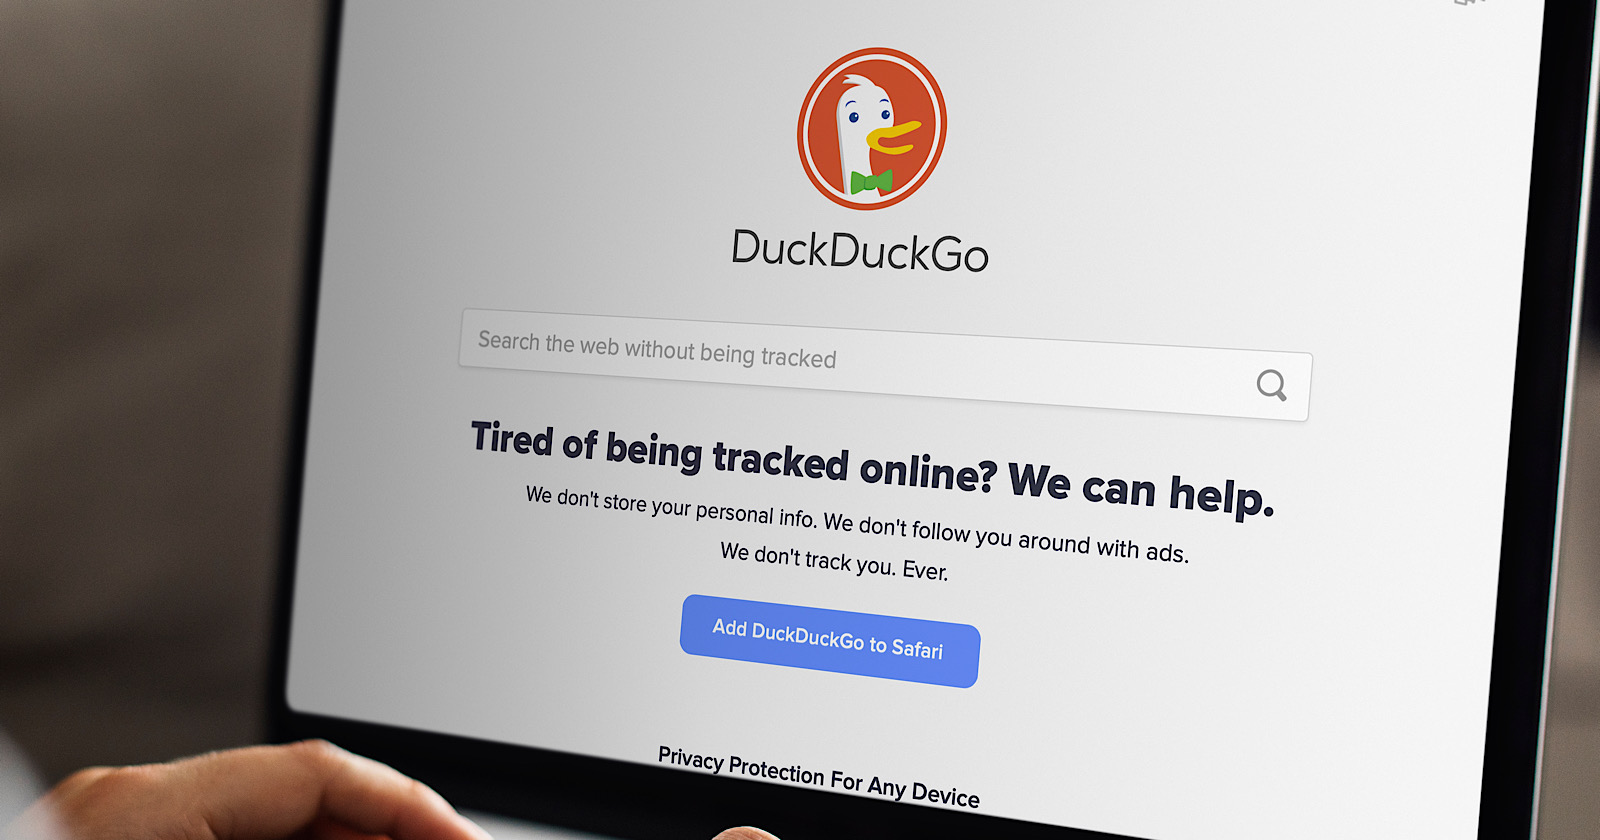 DuckDuckGo
Search the web without being tracked
Tired of being tracked online? We can help.
We don't store your personal info. We don't follow you around with ads.
We don't track you. Ever.
Add DuckDuckGo to Safari
Privacy Protection For Any Device